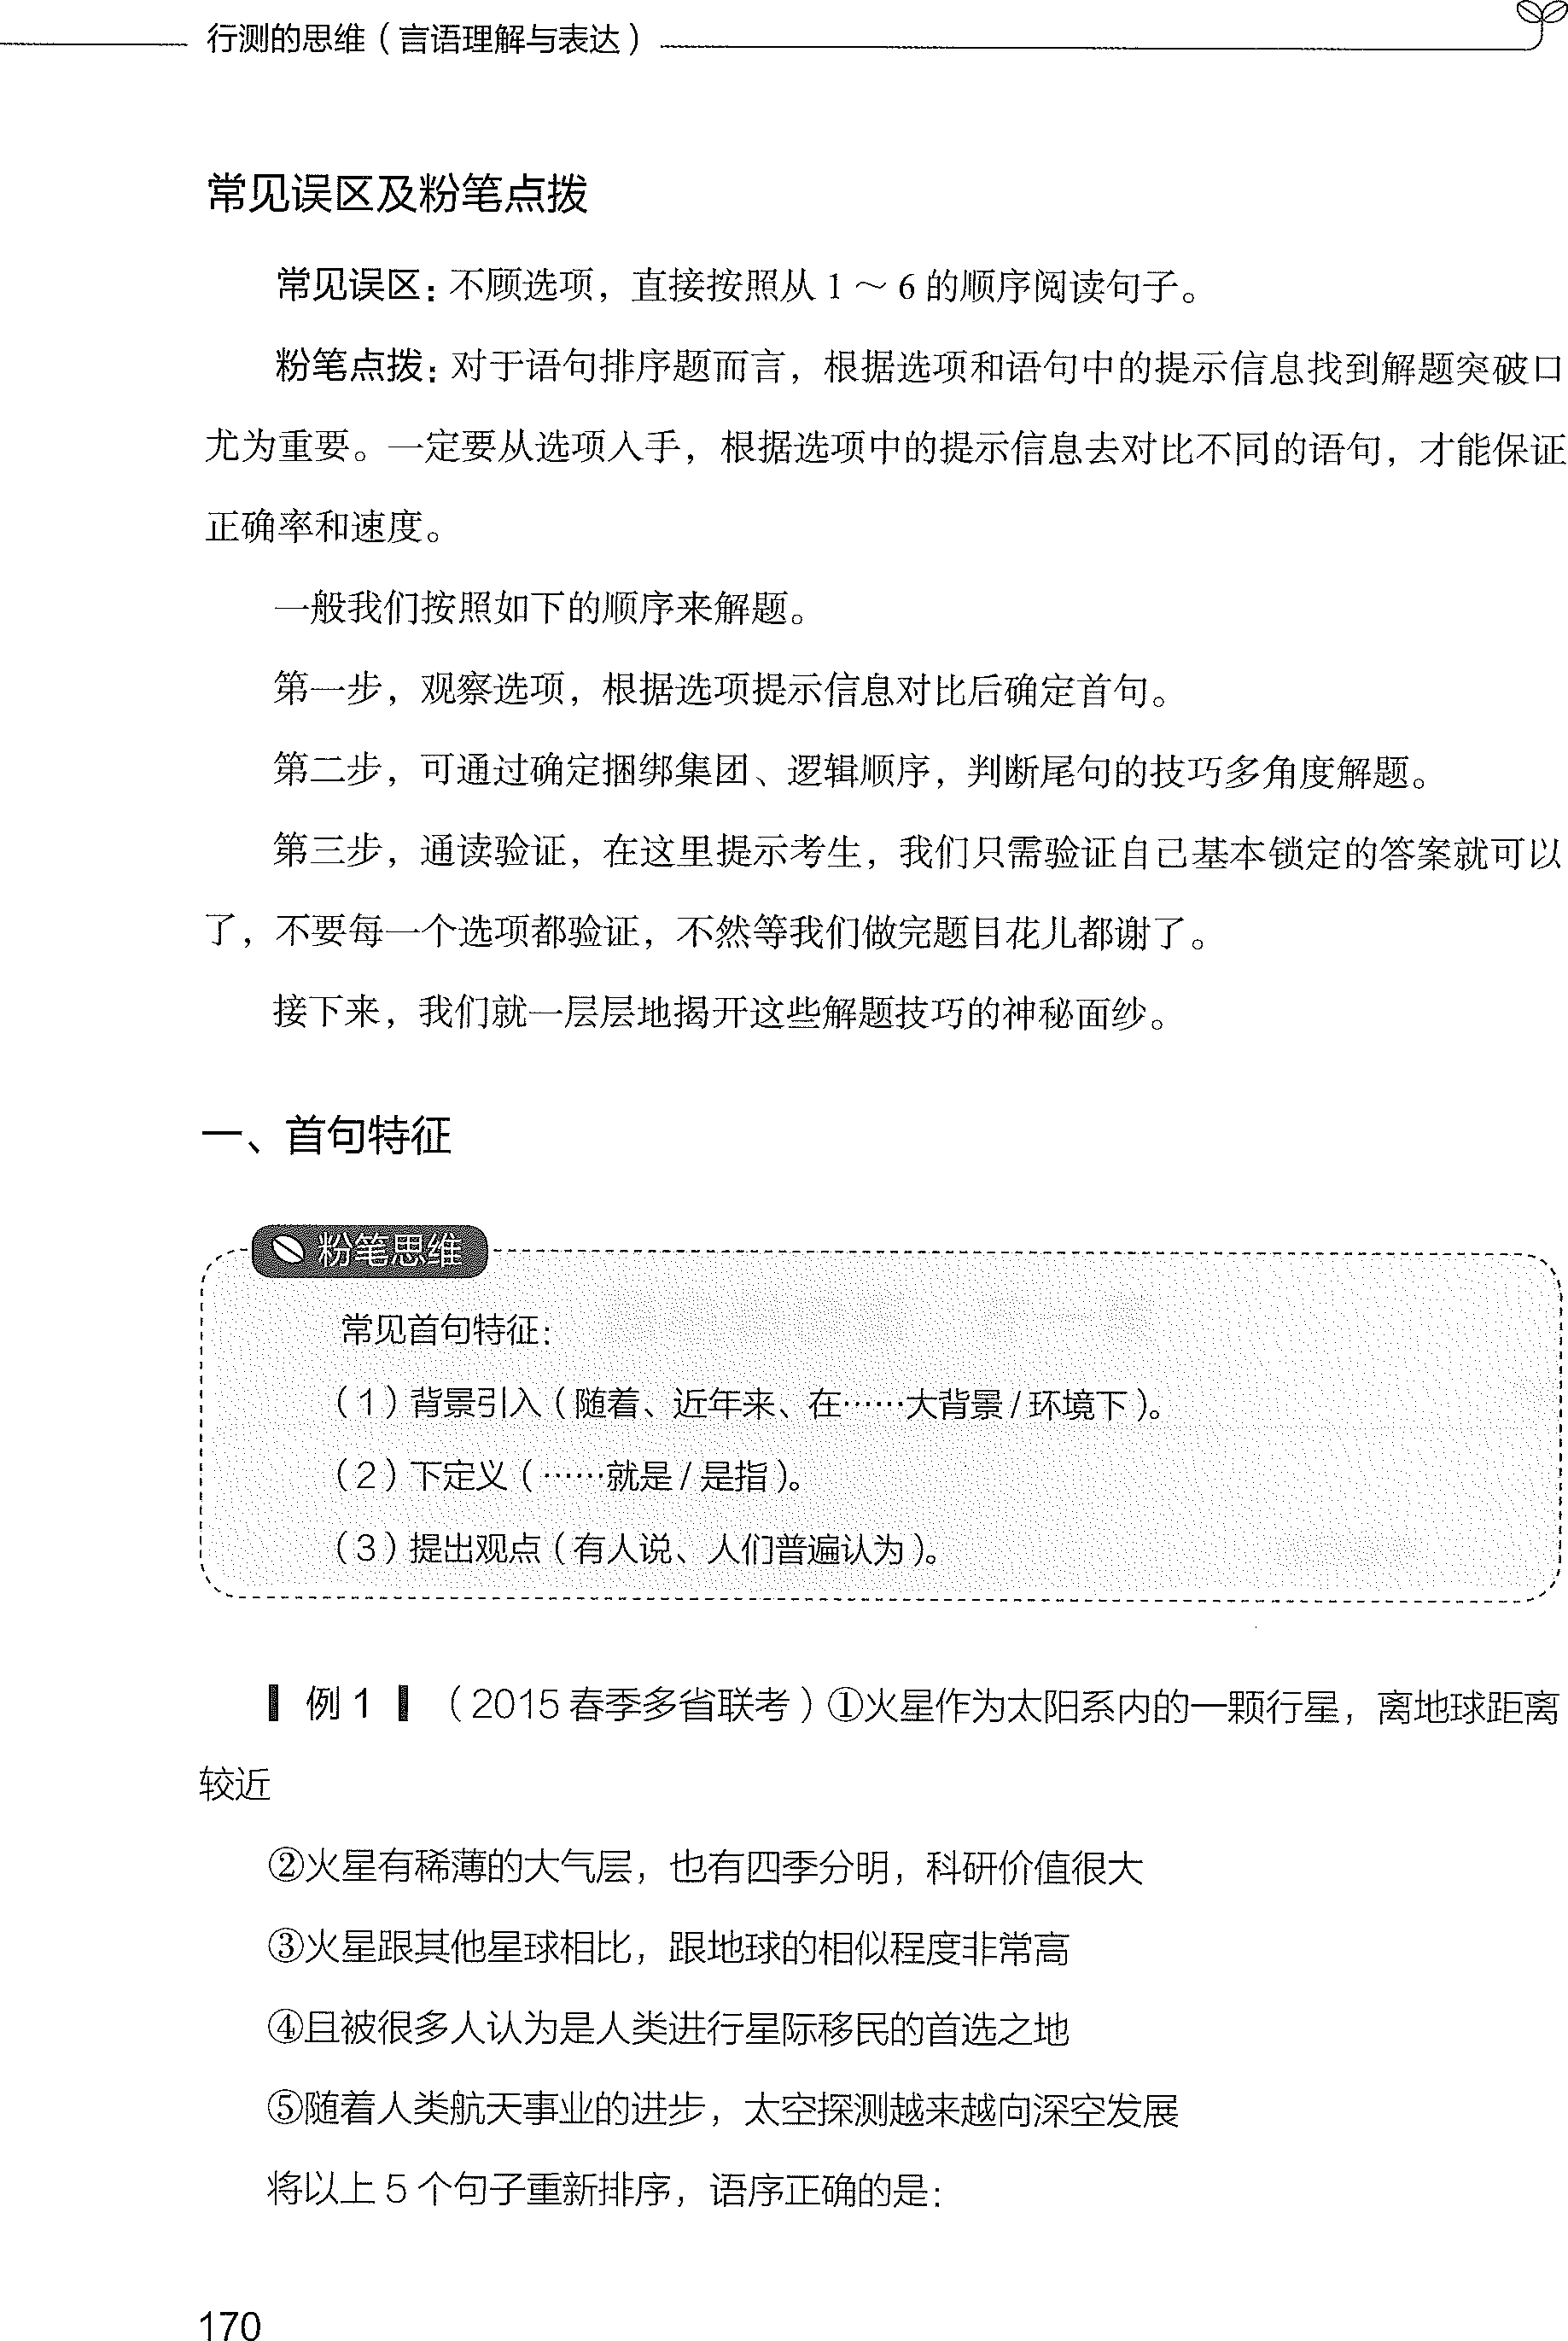 行测的思维（言语理解与表达）
常见误区及粉笔点拨
常见误区：不顾选项，直接按照从 1 ～ 6 的顺序阅读句子。
粉笔点拨：对于语句排序题而言，根据选项和语句中的提示信息找到解题突破口
尤为重要。一定要从选项入手，根据选项中的提示信息去对比不同的语句，才能保证
正确率和速度。
一般我们按照如下的顺序来解题。
第一步，观察选项，根据选项提示信息对比后确定首句。
第二步，可通过确定捆绑集团、逻辑顺序，判断尾句的技巧多角度解题。
第三步，通读验证，在这里提示考生，我们只需验证自己基本锁定的答案就可以
了，不要每一个选项都验证，不然等我们做完题目花儿都谢了。
接下来，我们就一层层地揭开这些解题技巧的神秘面纱。
一、首句特征
粉笔思维
常见首句特征：
（1）背景引入（随着、近年来、在……大背景 / 环境下）。
（2）下定义（……就是 / 是指）。
（3）提出观点（有人说、人们普遍认为）。
例 1 （2015 春季多省联考）①火星作为太阳系内的一颗行星，离地球距离
较近
②火星有稀薄的大气层，也有四季分明，科研价值很大
③火星跟其他星球相比，跟地球的相似程度非常高
④且被很多人认为是人类进行星际移民的首选之地
⑤随着人类航天事业的进步，太空探测越来越向深空发展
将以上 5 个句子重新排序，语序正确的是：
170